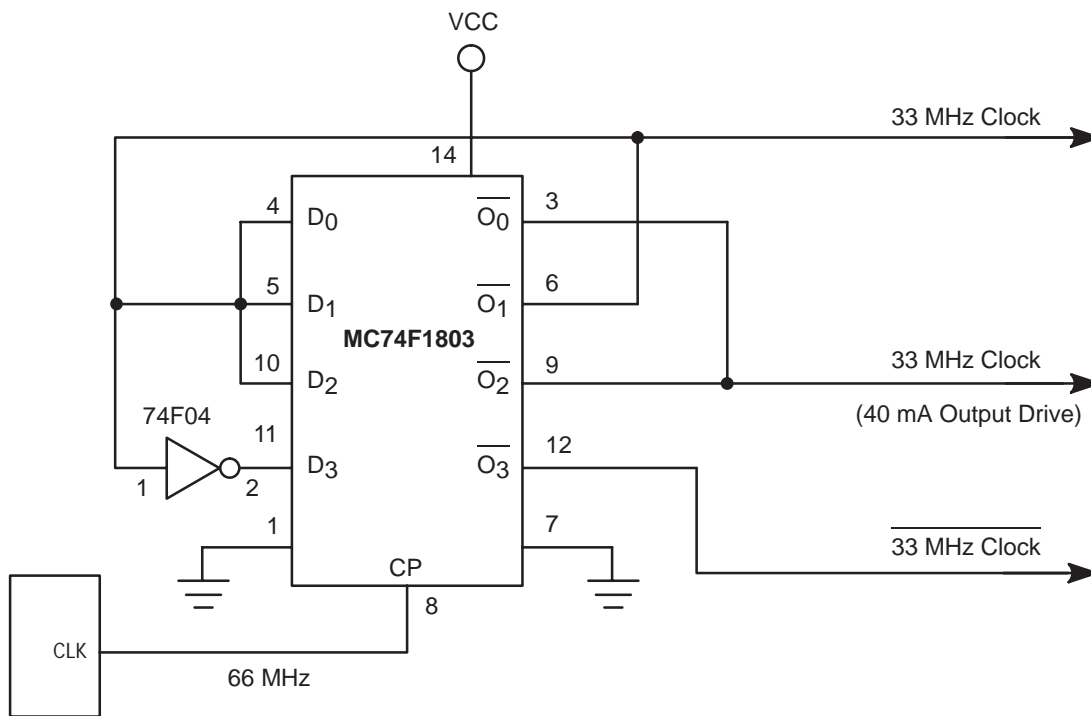 VCC
33 MHz Clock
14
4 D0 O0 3
5 D1 O1 6
MC74F1803
10 D2 O2 9
33 MHz Clock
(40 mA Output Drive)
74F04
11 D3 O3 12
1 2
1 7
33 MHz Clock
CP
8
CLK
66 MHz